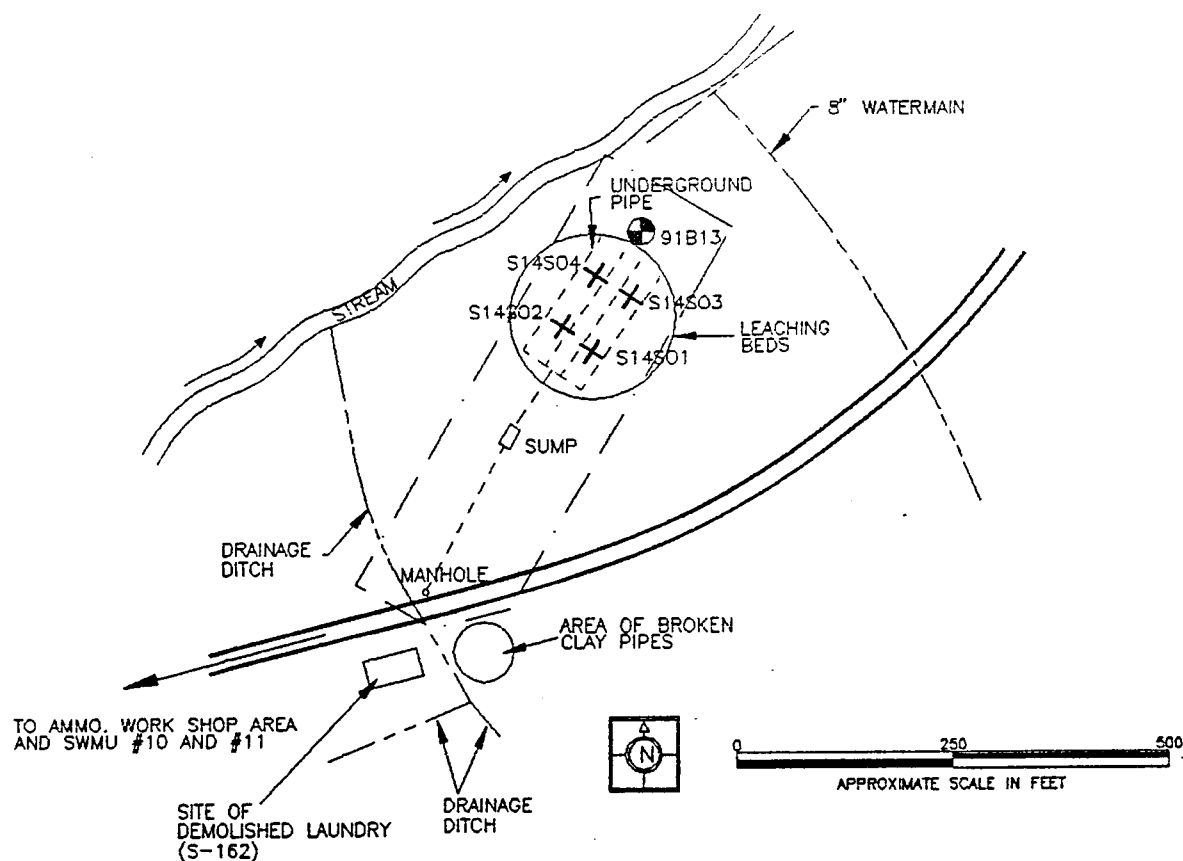 8" WATERMAIN
UNDERGROUND
PIPE
91B13
S14S04
S14S03
S14S02
STREAM
LEACHING
BEDS
S14S01
SUMP
DRAINAGE
DITCH
MANHOLE
AREA OF BROKEN
CLAY PIPES
TO AMMO. WORK SHOP AREA
AND SWMU #10 AND #11
N
0 250 500
APPROXIMATE SCALE IN FEET
SITE OF
DEMOLISHED LAUNDRY
(S-162)
DRAINAGE
DITCH